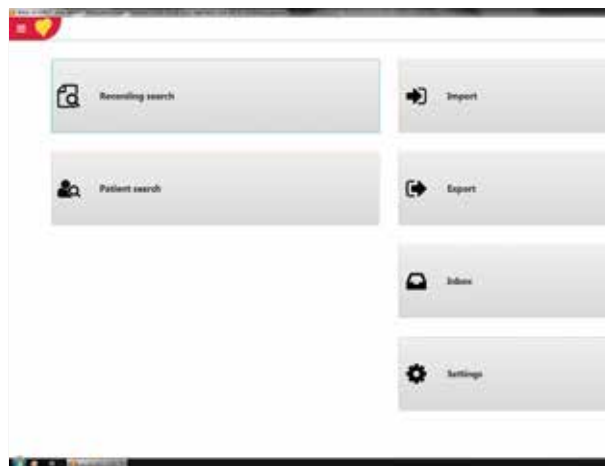 Recording search
Import
Patient search
Export
Inbox
Settings